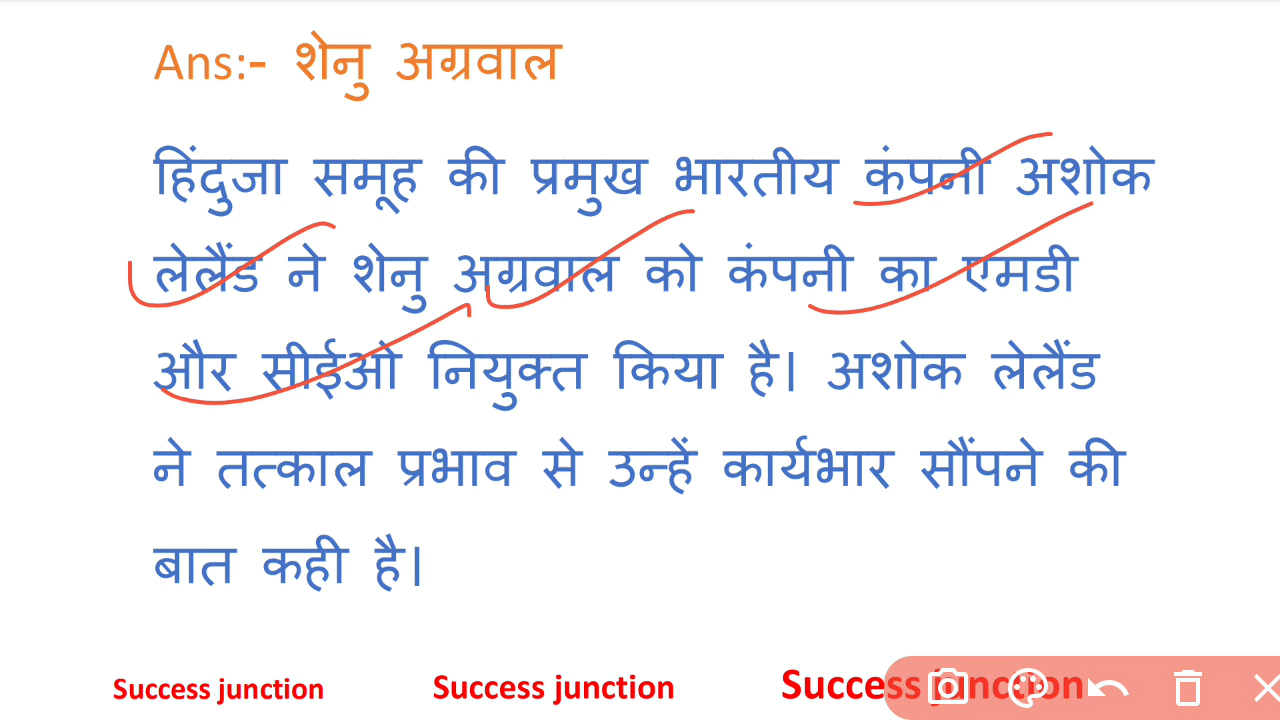 Ans:- शेनु अग्रवाल
हिंदुजा समूह की प्रमुख भारतीय कंपनी अशोक
लेलैंड ने शेनु अग्रवाल को कंपनी का एमडी
और सीईओ नियुक्त किया है। अशोक लेलैंड
ने तत्काल प्रभाव से उन्हें कार्यभार सौंपने की
बात कही है।
Success junction Success junction Success junction